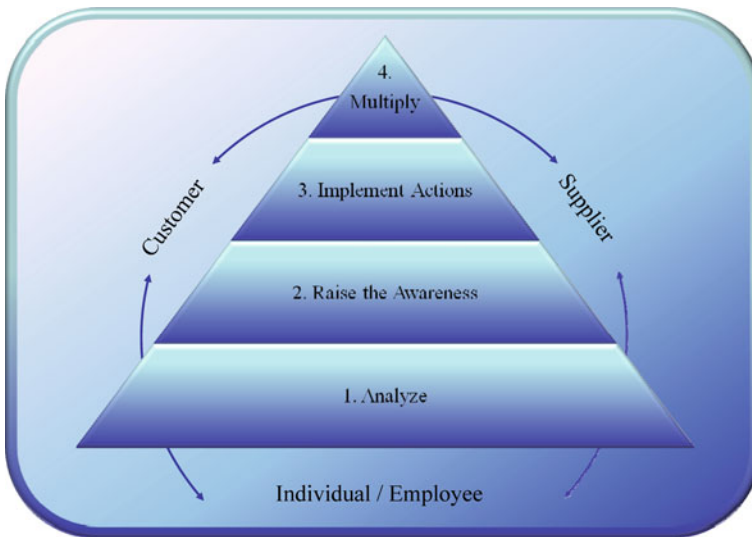 4.
Multiply
3. Implement Actions
Customer
Supplier
2. Raise the Awareness
1. Analyze
Individual / Employee